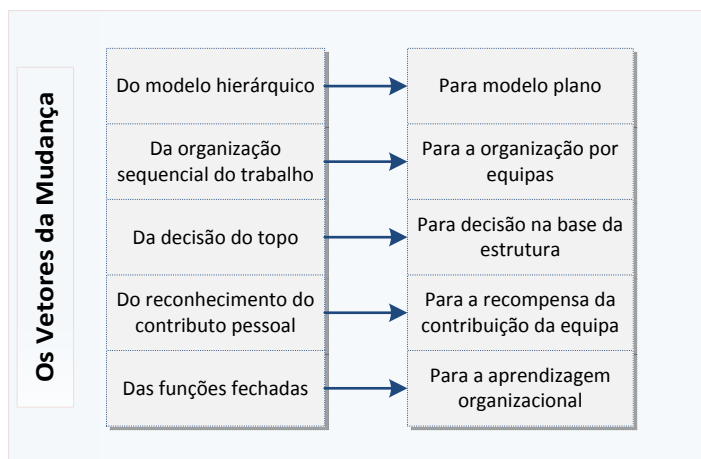 Os Vetores da Mudança
Do modelo hierárquico
Para modelo plano
Da organização
sequencial do trabalho
Para a organização por
equipas
Da decisão do topo
Para decisão na base da
estrutura
Do reconhecimento do
contributo pessoal
Para a recompensa da
contribuição da equipa
Das funções fechadas
Para a aprendizagem
organizacional